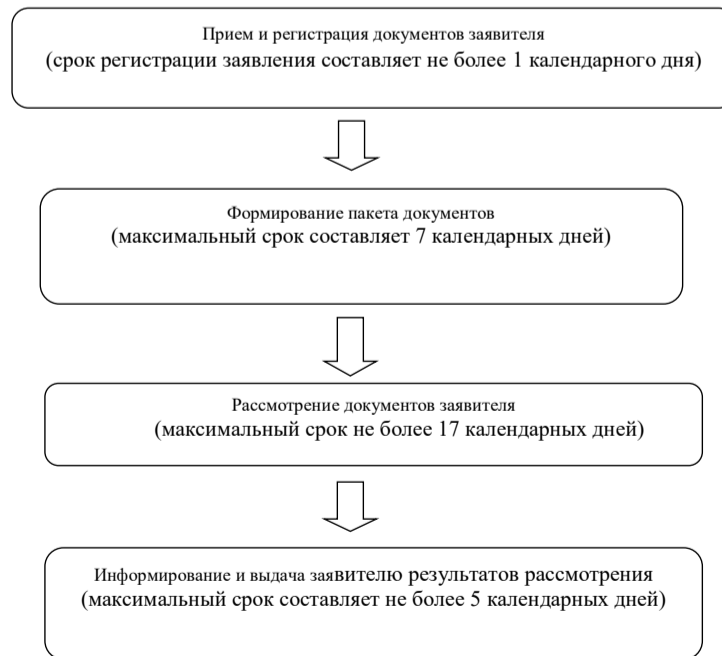 Прием и регистрация документов заявителя
(срок регистрации заявления составляет не более 1 календарного дня)
Формирование пакета документов
(максимальный срок составляет 7 календарных дней)
Рассмотрение документов заявителя
(максимальный срок не более 17 календарных дней)
Информирование и выдача заявителю результатов рассмотрения
(максимальный срок составляет не более 5 календарных дней)